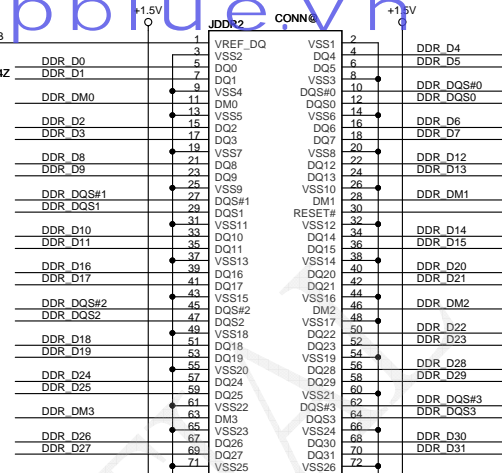 ppblue.vn
+1.5V +1.5V
JDDR2 CONN@
3 1 VREF_DQ VSS1 2
3 VSS2 DQ4 4 DDR_D4
DDR_D0 5 DQ0 DQ5 6 DDR_D5
4Z DDR_D1 7 DQ1 VSS3 8
9 VSS4 DQS#0 10 DDR_DQS#0
DDR_DM0 11 DM0 DQS0 12 DDR_DQS0
13 VSS5 VSS6 14
DDR_D2 15 DQ2 DQ6 16 DDR_D6
DDR_D3 17 DQ3 DQ7 18 DDR_D7
19 VSS7 VSS8 20
DDR_D8 21 DQ8 DQ12 22 DDR_D12
DDR_D9 23 DQ9 DQ13 24 DDR_D13
25 VSS9 VSS10 26
DDR_DQS#1 27 DQS#1 DM1 28 DDR_DM1
DDR_DQS1 29 DQS1 RESET# 30
31 VSS11 VSS12 32
DDR_D10 33 DQ10 DQ14 34 DDR_D14
DDR_D11 35 DQ11 DQ15 36 DDR_D15
37 VSS13 VSS14 38
DDR_D16 39 DQ16 DQ20 40 DDR_D20
DDR_D17 41 DQ17 DQ21 42 DDR_D21
43 VSS15 VSS16 44
DDR_DQS#2 45 DQS#2 DM2 46 DDR_DM2
DDR_DQS2 47 DQS2 VSS17 48
49 VSS18 DQ22 50 DDR_D22
DDR_D18 51 DQ18 DQ23 52 DDR_D23
DDR_D19 53 DQ19 VSS19 54
55 VSS20 DQ28 56 DDR_D28
DDR_D24 57 DQ24 DQ29 58 DDR_D29
DDR_D25 59 DQ25 VSS21 60
61 VSS22 DQS#3 62 DDR_DQS#3
DDR_DM3 63 DM3 DQS3 64 DDR_DQS3
65 VSS23 VSS24 66
DDR_D26 67 DQ26 DQ30 68 DDR_D30
DDR_D27 69 DQ27 DQ31 70 DDR_D31
71 VSS25 VSS26 72